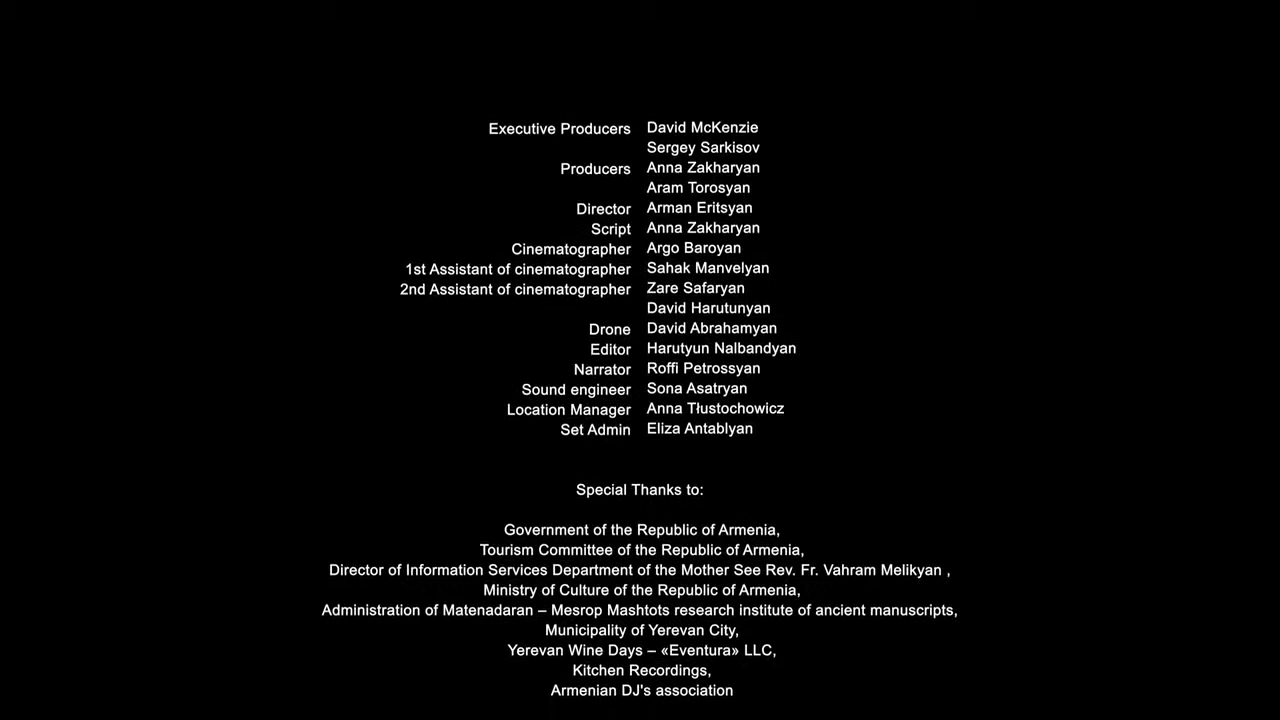 Executive Producers David McKenzie
Sergey Sarkisov
Producers Anna Zakharyan
Aram Torosyan
Director Arman Eritsyan
Script Anna Zakharyan
Cinematographer Argo Baroyan
1st Assistant of cinematographer Sahak Manvelyan
2nd Assistant of cinematographer Zare Safaryan
David Harutunyan
Drone David Abrahamyan
Editor Harutyun Nalbandyan
Narrator Roffi Petrossyan
Sound engineer Sona Asatryan
Location Manager Anna Tłustochowicz
Set Admin Eliza Antablyan
Special Thanks to:
Government of the Republic of Armenia,
Tourism Committee of the Republic of Armenia,
Director of Information Services Department of the Mother See Rev. Fr. Vahram Melikyan ,
Ministry of Culture of the Republic of Armenia,
Administration of Matenadaran – Mesrop Mashtots research institute of ancient manuscripts,
Municipality of Yerevan City,
Yerevan Wine Days – «Eventura» LLC,
Kitchen Recordings,
Armenian DJ's association